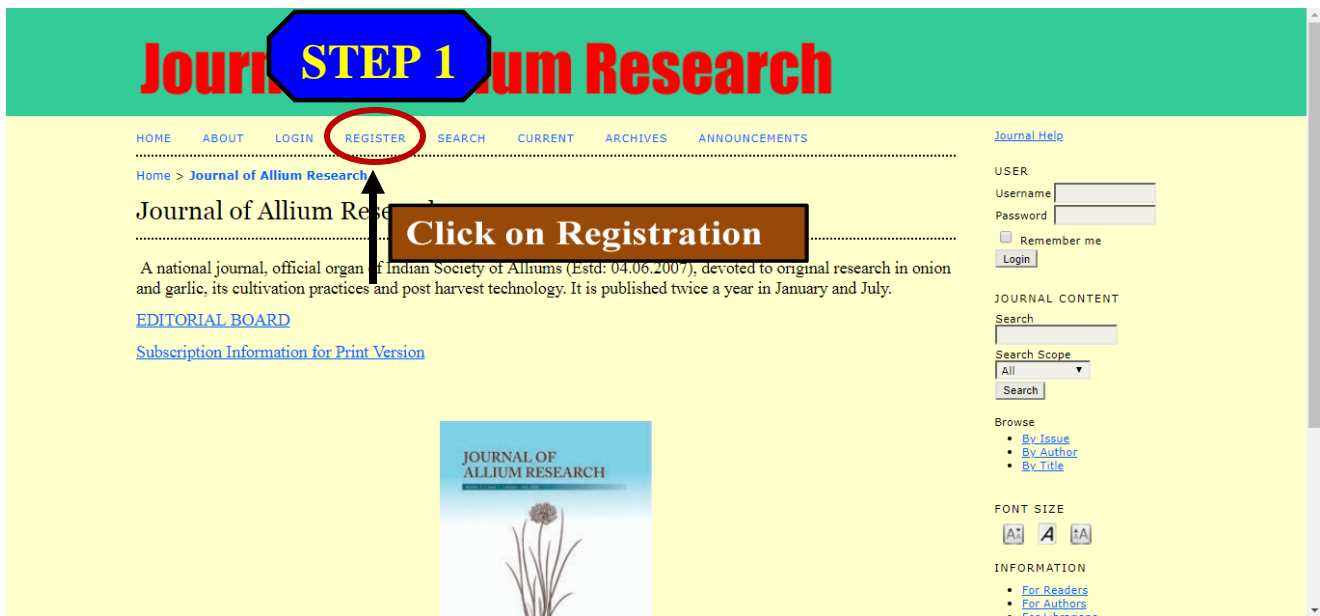 Journ um Research
STEP 1
HOME ABOUT LOGIN REGISTER SEARCH CURRENT ARCHIVES ANNOUNCEMENTS
Home > Journal of Allium Research
Journal of Allium Rese
Click on Registration
A national journal, official organ of Indian Society of Alliums (Estd: 04.06.2007), devoted to original research in onion
and garlic, its cultivation practices and post harvest technology. It is published twice a year in January and July.
EDITORIAL BOARD
Subscription Information for Print Version
JOURNAL OF
ALLIUM RESEARCH
Journal Help
USER
Username
Password
Remember me
Login
JOURNAL CONTENT
Search
Search Scope
All
Search
Browse
By Issue
By Author
By Title
FONT SIZE
A A A
INFORMATION
For Readers
For Authors
For Librarians